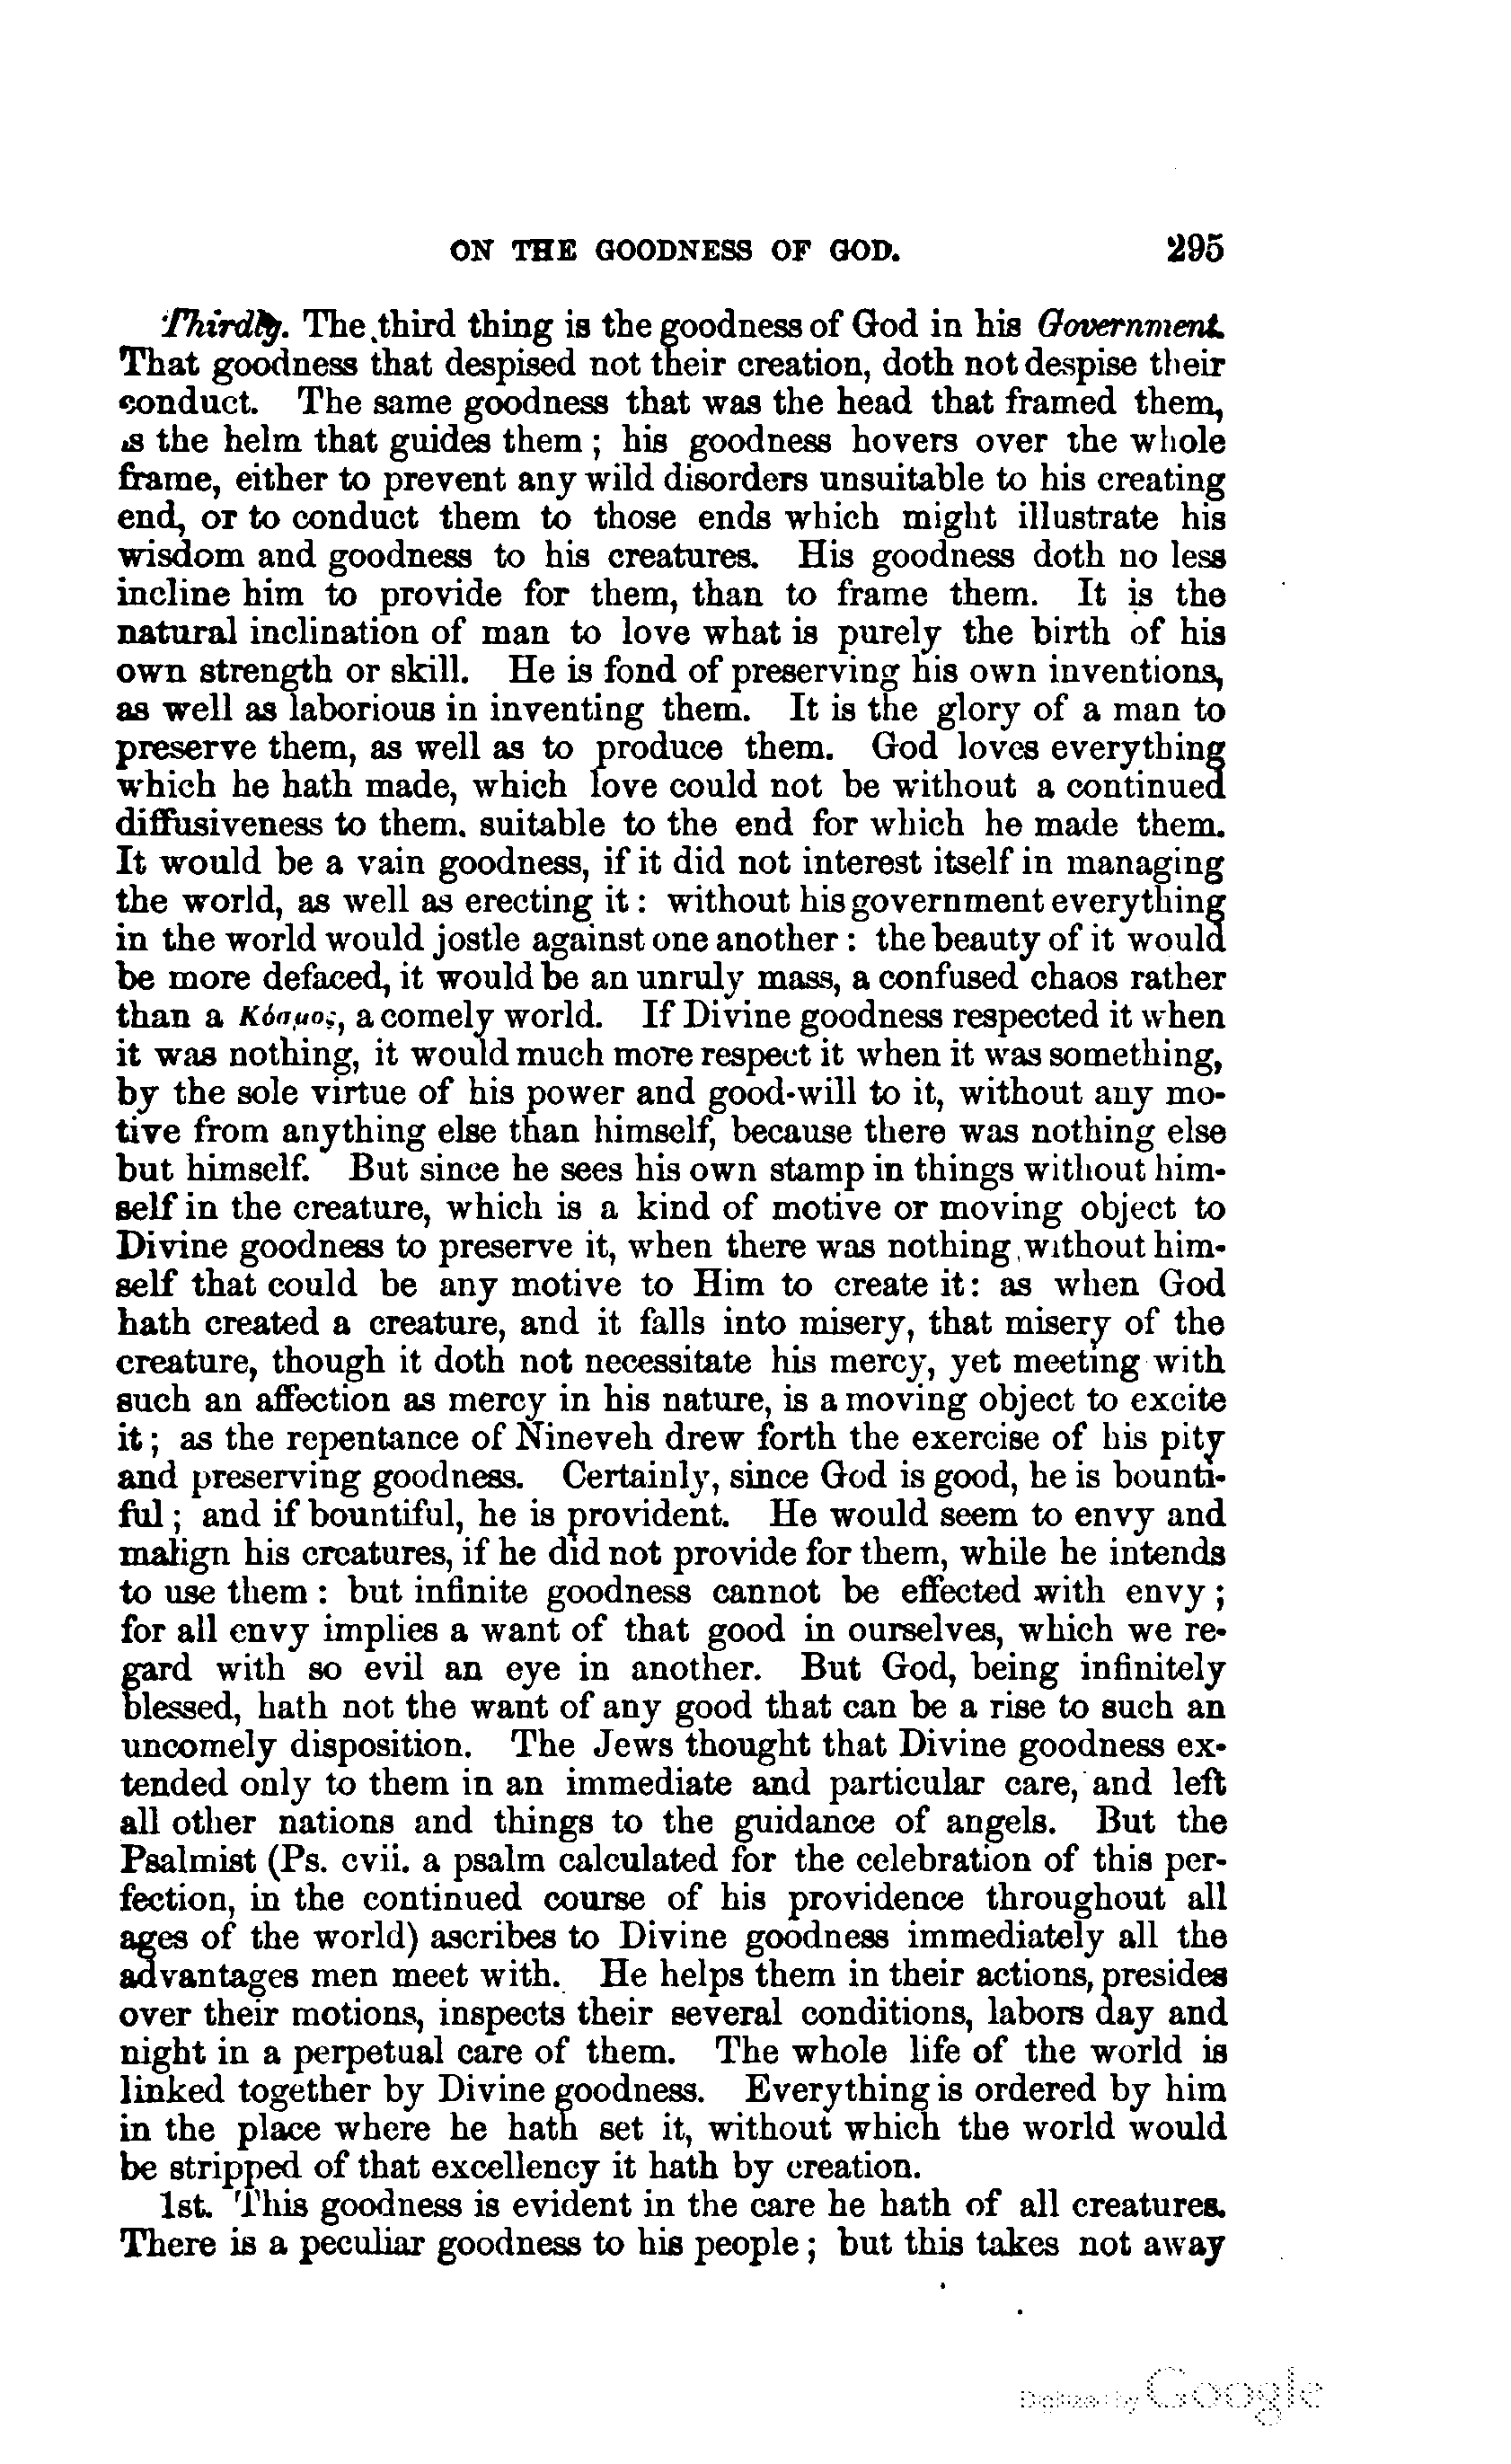 ON THE GOODNESS OF GOD. 295
Thirdly. The third thing is the goodness of God in his Government.
That goodness that despised not their creation, doth not despise their
conduct. The same goodness that was the head that framed them,
is the helm that guides them; his goodness hovers over the whole
frame, either to prevent any wild disorders unsuitable to his creating
end, or to conduct them to those ends which might illustrate his
wisdom and goodness to his creatures. His goodness doth no less
incline him to provide for them, than to frame them. It is the
natural inclination of man to love what is purely the birth of his
own strength or skill. He is fond of preserving his own inventions,
as well as laborious in inventing them. It is the glory of a man to
preserve them, as well as to produce them. God loves everything
which he hath made, which love could not be without a continued
diffusiveness to them, suitable to the end for which he made them.
It would be a vain goodness, if it did not interest itself in managing
the world, as well as erecting it: without his government everything
in the world would jostle against one another: the beauty of it would
be more defaced, it would be an unruly mass, a confused chaos rather
than a Κόσμος, a comely world. If Divine goodness respected it when
it was nothing, it would much more respect it when it was something,
by the sole virtue of his power and good-will to it, without any mo-
tive from anything else than himself, because there was nothing else
but himself. But since he sees his own stamp in things without him-
self in the creature, which is a kind of motive or moving object to
Divine goodness to preserve it, when there was nothing without him-
self that could be any motive to Him to create it: as when God
hath created a creature, and it falls into misery, that misery of the
creature, though it doth not necessitate his mercy, yet meeting with
such an affection as mercy in his nature, is a moving object to excite
it; as the repentance of Nineveh drew forth the exercise of his pity
and preserving goodness. Certainly, since God is good, he is bounti-
ful; and if bountiful, he is provident. He would seem to envy and
malign his creatures, if he did not provide for them, while he intends
to use them: but infinite goodness cannot be effected with envy;
for all envy implies a want of that good in ourselves, which we re-
gard with so evil an eye in another. But God, being infinitely
blessed, hath not the want of any good that can be a rise to such an
uncomely disposition. The Jews thought that Divine goodness ex-
tended only to them in an immediate and particular care, and left
all other nations and things to the guidance of angels. But the
Psalmist (Ps. cvii. a psalm calculated for the celebration of this per-
fection, in the continued course of his providence throughout all
ages of the world) ascribes to Divine goodness immediately all the
advantages men meet with. He helps them in their actions, presides
over their motions, inspects their several conditions, labors day and
night in a perpetual care of them. The whole life of the world is
linked together by Divine goodness. Everything is ordered by him
in the place where he hath set it, without which the world would
be stripped of that excellency it hath by creation.
1st. This goodness is evident in the care he hath of all creatures.
There is a peculiar goodness to his people; but this takes not away
Digitized by Google